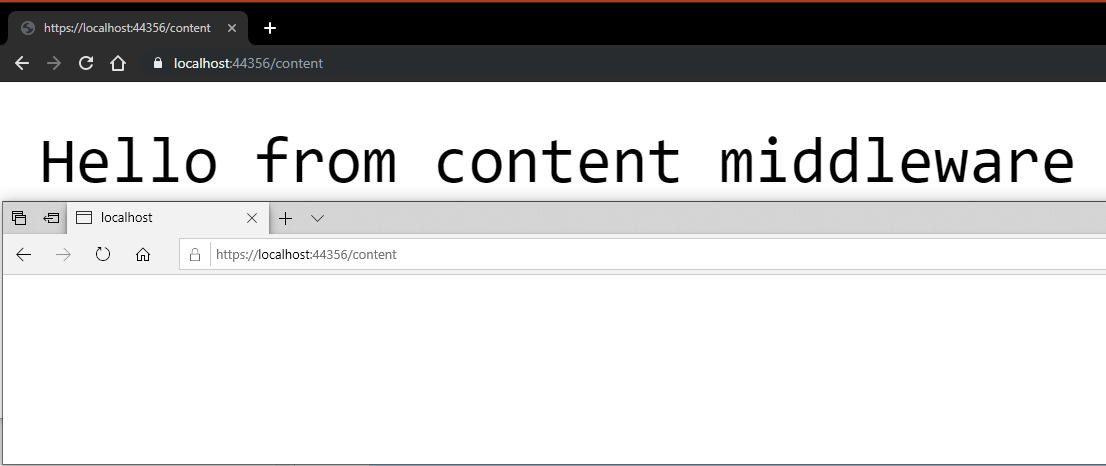 https://localhost:44356/content
localhost:44356/content
Hello from content middleware
localhost
https://localhost:44356/content